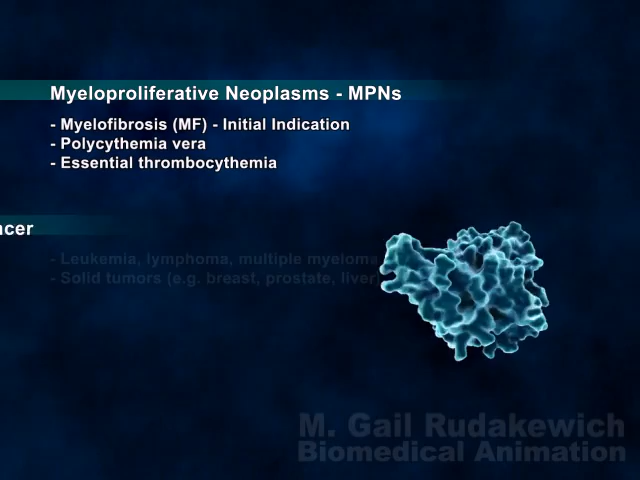 Myeloproliferative Neoplasms - MPNs
- Myelofibrosis (MF) - Initial Indication
- Polycythemia vera
- Essential thrombocythemia
ncer
- Leukemia, lymphoma, multiple myeloma
- Solid tumors (e.g. breast, prostate, liver)
M. Gail Rudakewich
Biomedical Animation